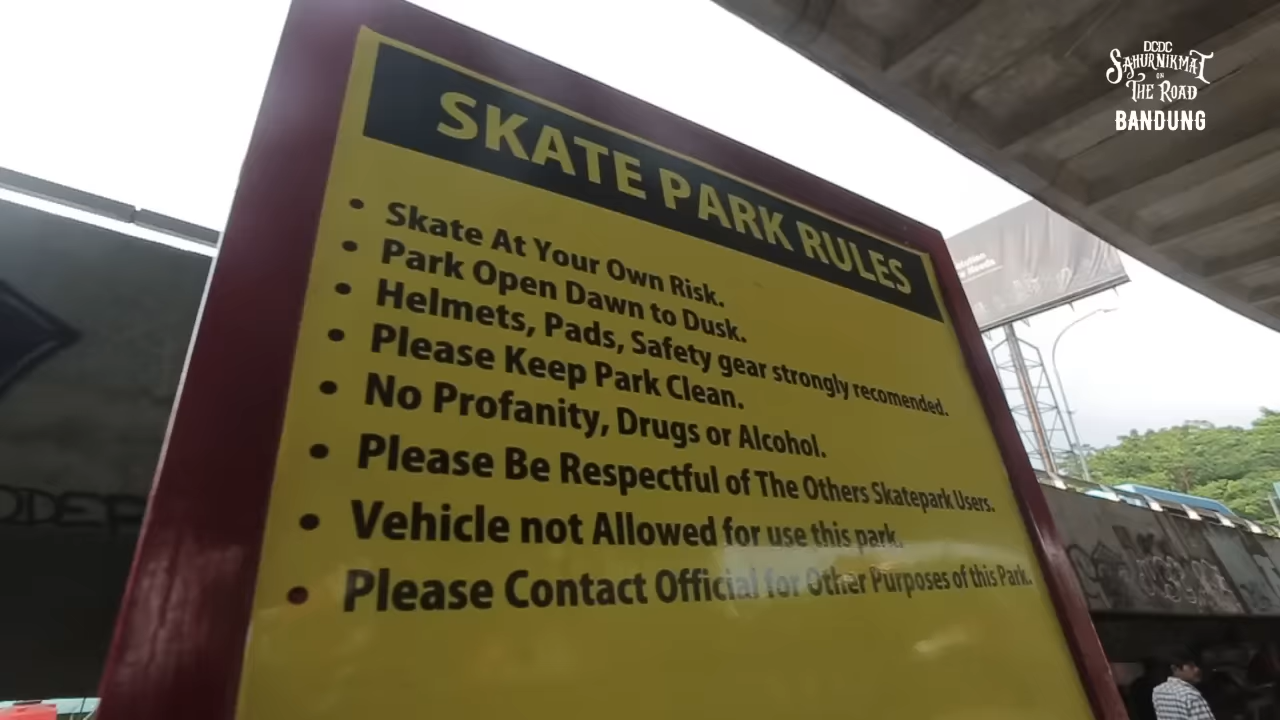 DCDC
SAHURNIKMAT
ON
THE ROAD
BANDUNG
SKATE PARK RULES
• Skate At Your Own Risk.
• Park Open Dawn to Dusk.
• Helmets, Pads, Safety gear strongly recomended.
• Please Keep Park Clean.
• No Profanity, Drugs or Alcohol.
• Please Be Respectful of The Others Skatepark Users.
• Vehicle not Allowed for use this park.
• Please Contact Official for Other Purposes of this Park.